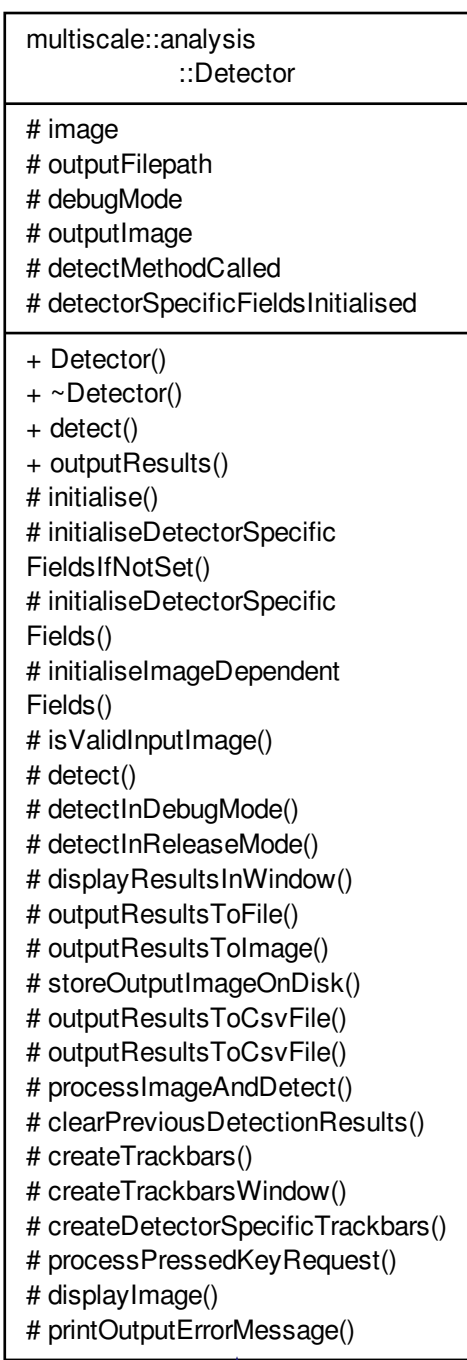 multiscale::analysis
::Detector
# image
# outputFilepath
# debugMode
# outputImage
# detectMethodCalled
# detectorSpecificFieldsInitialised
+ Detector()
+ ~Detector()
+ detect()
+ outputResults()
# initialise()
# initialiseDetectorSpecific
FieldsIfNotSet()
# initialiseDetectorSpecific
Fields()
# initialiseImageDependent
Fields()
# isValidInputImage()
# detect()
# detectInDebugMode()
# detectInReleaseMode()
# displayResultsInWindow()
# outputResultsToFile()
# outputResultsToImage()
# storeOutputImageOnDisk()
# outputResultsToCsvFile()
# outputResultsToCsvFile()
# processImageAndDetect()
# clearPreviousDetectionResults()
# createTrackbars()
# createTrackbarsWindow()
# createDetectorSpecificTrackbars()
# processPressedKeyRequest()
# displayImage()
# printOutputErrorMessage()